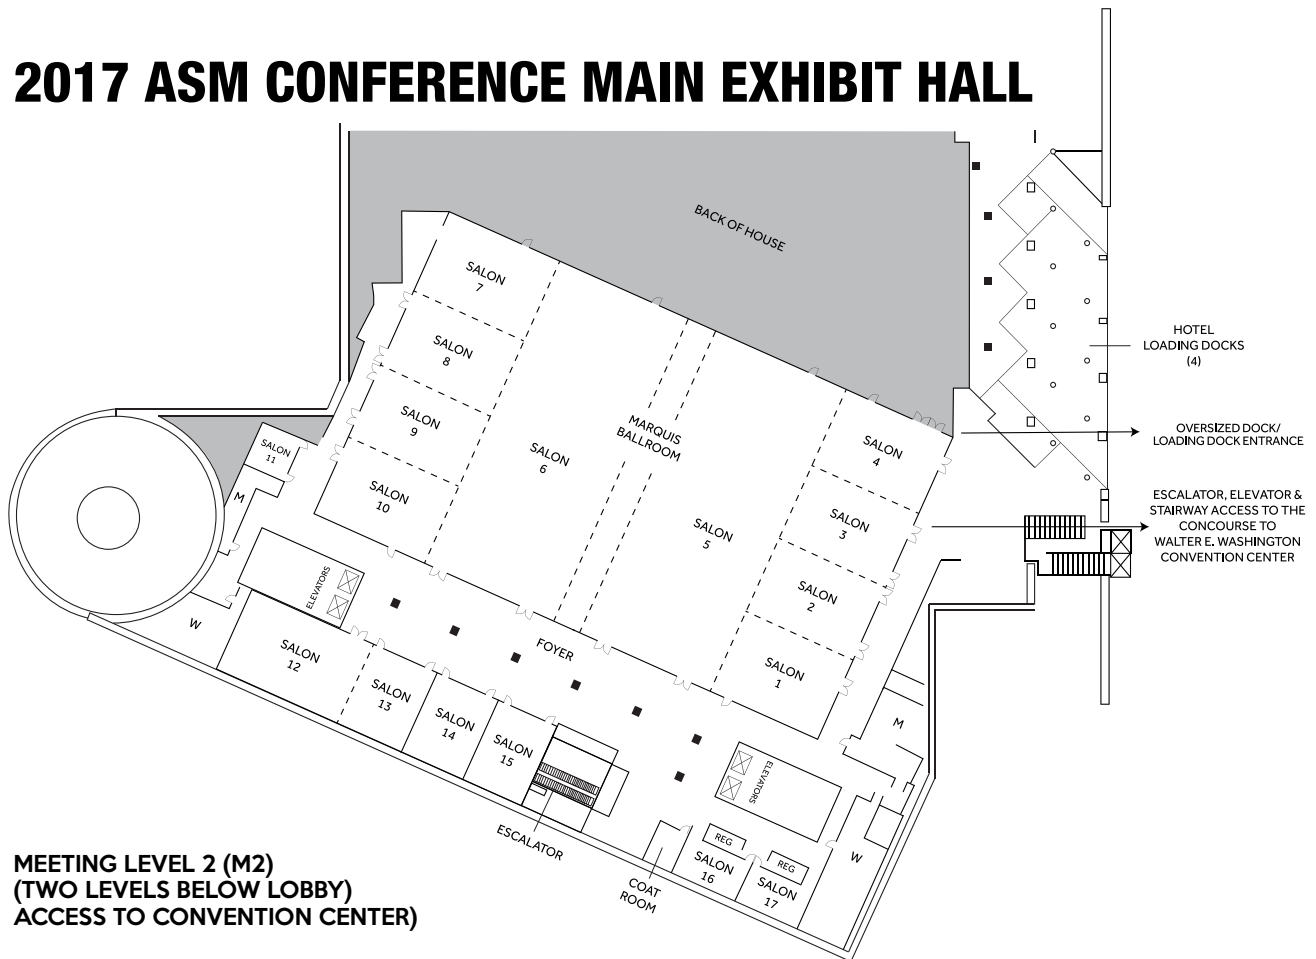 2017 ASM CONFERENCE MAIN EXHIBIT HALL
BACK OF HOUSE
SALON
7
SALON
8
SALON
9
SALON
10
SALON
11
M
MARQUIS
BALLROOM
SALON
6
SALON
5
SALON
4
SALON
3
SALON
2
SALON
1
HOTEL
LOADING DOCKS
(4)
OVERSIZED DOCK/
LOADING DOCK ENTRANCE
ESCALATOR, ELEVATOR &
STAIRWAY ACCESS TO THE
CONCOURSE TO
WALTER E. WASHINGTON
CONVENTION CENTER
ELEVATORS
W
FOYER
SALON
12
SALON
13
SALON
14
SALON
15
M
ELEVATORS
ESCALATOR
REG
REG
SALON
16
SALON
17
W
COAT
ROOM
MEETING LEVEL 2 (M2)
(TWO LEVELS BELOW LOBBY)
ACCESS TO CONVENTION CENTER)